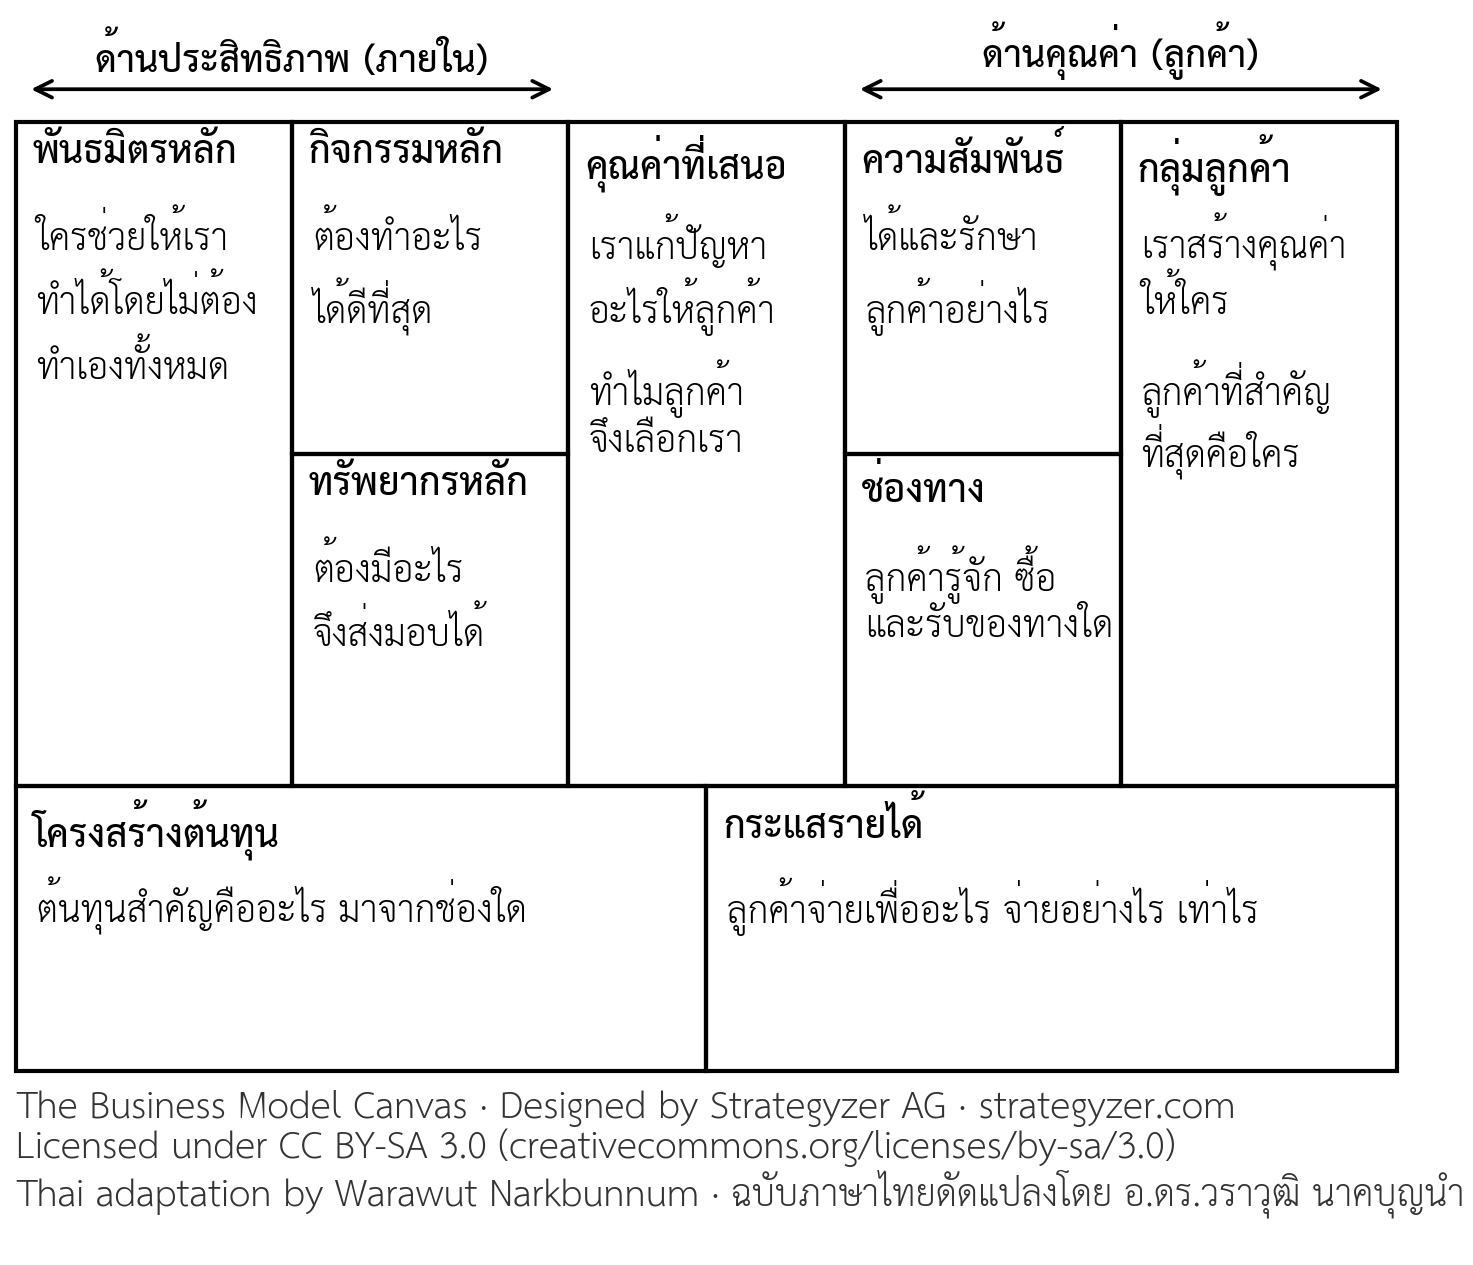 ด้านประสิทธิภาพ (ภายใน)
ด้านคุณค่า (ลูกค้า)
พันธมิตรหลัก
ใครช่วยให้เรา
ทำได้โดยไม่ต้อง
ทำเองทั้งหมด
กิจกรรมหลัก
ต้องทำอะไร
ได้ดีที่สุด
ทรัพยากรหลัก
ต้องมีอะไร
จึงส่งมอบได้
คุณค่าที่เสนอ
เราแก้ปัญหา
อะไรให้ลูกค้า
ทำไมลูกค้า
จึงเลือกเรา
ความสัมพันธ์
ได้และรักษา
ลูกค้าอย่างไร
ช่องทาง
ลูกค้ารู้จัก ซื้อ
และรับของทางใด
กลุ่มลูกค้า
เราสร้างคุณค่า
ให้ใคร
ลูกค้าที่สำคัญ
ที่สุดคือใคร
โครงสร้างต้นทุน
ต้นทุนสำคัญคืออะไร มาจากช่องใด
กระแสรายได้
ลูกค้าจ่ายเพื่ออะไร จ่ายอย่างไร เท่าไร
The Business Model Canvas · Designed by Strategyzer AG · strategyzer.com
Licensed under CC BY-SA 3.0 (creativecommons.org/licenses/by-sa/3.0)
Thai adaptation by Warawut Narkbunnum · ฉบับภาษาไทยดัดแปลงโดย อ.ดร.วราวุฒิ นาคบุญนำ